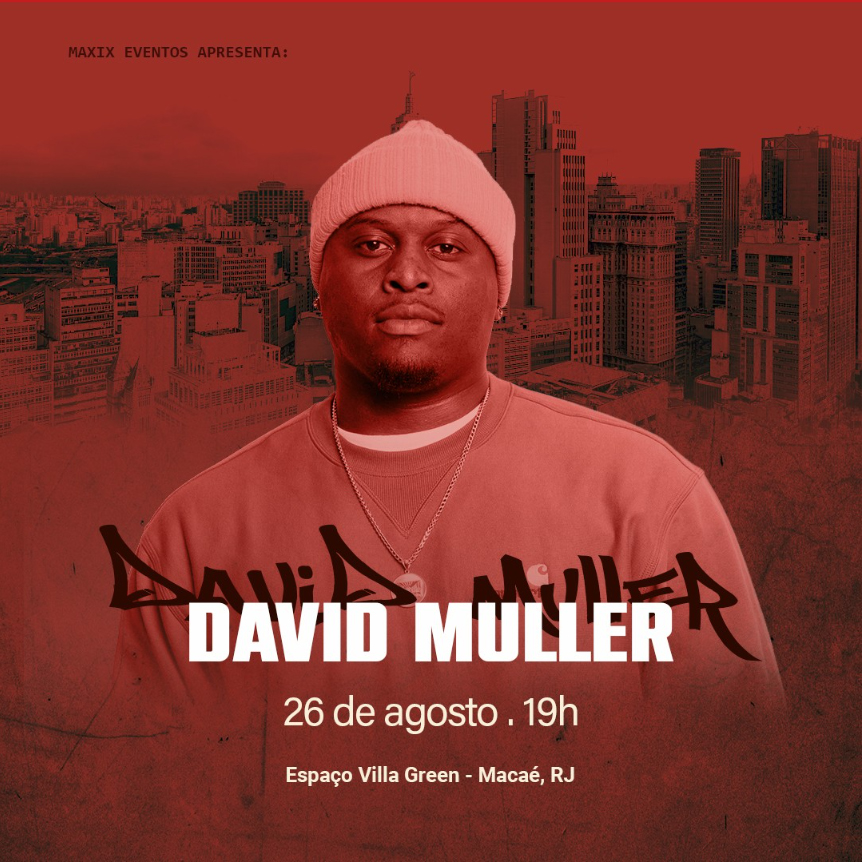 MAXIX EVENTOS APRESENTA:
DAVID MULLER
DAVID MULLER
26 de agosto . 19h
Espaço Villa Green - Macaé, RJ